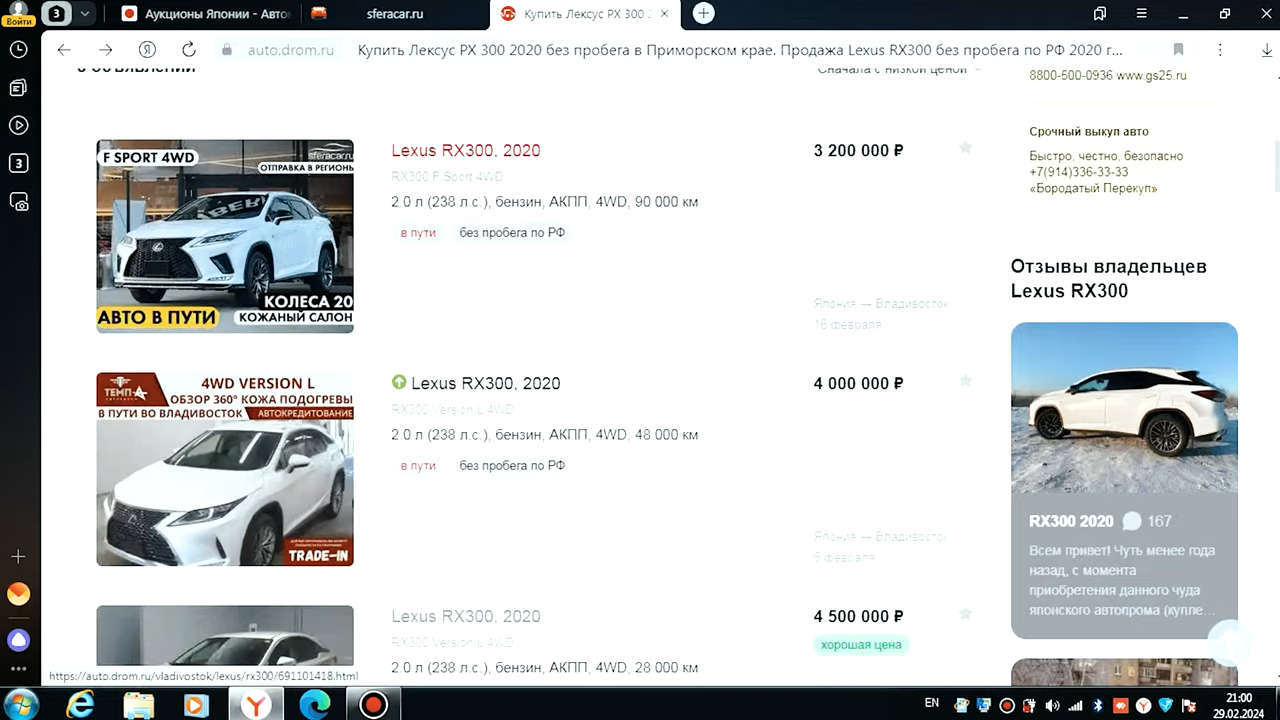 Войти
3
Аукционы Японии - Авто
sferacar.ru
Купить Лексус РХ 300 2
auto.drom.ru
Купить Лексус РХ 300 2020 без пробега в Приморском крае. Продажа Lexus RX300 без пробега по РФ 2020 г...
3
Сначала с низкой ценой
8800-500-0936 www.gs25.ru
Срочный выкуп авто
Быстро, честно, безопасно
+7(914)336-33-33
«Бородатый Перекуп»
F SPORT 4WD
sferacar.ru
ОТПРАВКА В РЕГИОНЫ
АВТО В ПУТИ
КОЛЕСА 20
КОЖАНЫЙ САЛОН
Lexus RX300, 2020
3 200 000 ₽
RX300 F Sport 4WD
2.0 л (238 л.с.), бензин, АКПП, 4WD, 90 000 км
в пути
без пробега по РФ
Япония — Владивосток
16 февраля
Отзывы владельцев
Lexus RX300
ТЕМП-А
4WD VERSION L
ОБЗОР 360° КОЖА ПОДОГРЕВЫ
В ПУТИ ВО ВЛАДИВОСТОК
АВТОКРЕДИТОВАНИЕ
TRADE-IN
Lexus RX300, 2020
4 000 000 ₽
RX300 Version L 4WD
2.0 л (238 л.с.), бензин, АКПП, 4WD, 48 000 км
в пути
без пробега по РФ
Япония — Владивосток
6 февраля
RX300 2020
167
Всем привет! Чуть менее года
назад, с момента
приобретения данного чуда
японского автопрома (купле...
Lexus RX300, 2020
4 500 000 ₽
RX300 Version L 4WD
хорошая цена
2.0 л (238 л.с.), бензин, АКПП, 4WD, 28 000 км
https://auto.drom.ru/vladivostok/lexus/rx300/691101418.html
EN
21:00
29.02.2024